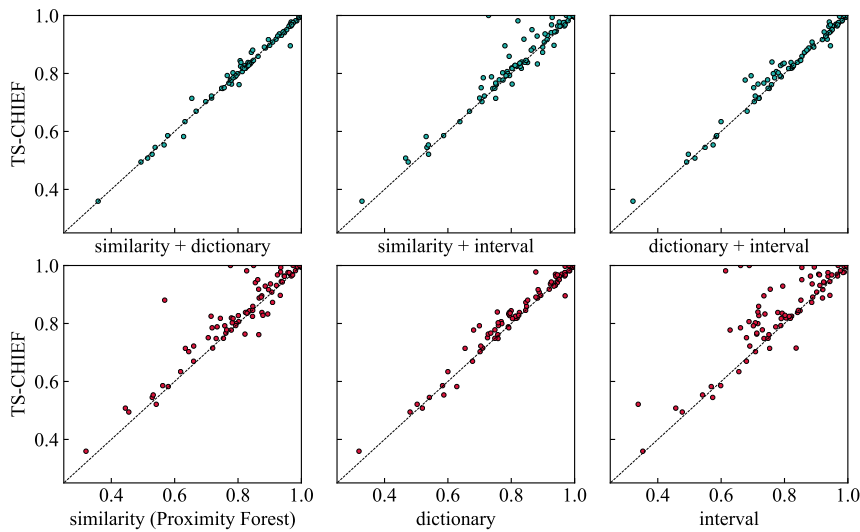 1.0
0.8
0.6
0.4
TS-CHIEF
similarity + dictionary
similarity + interval
dictionary + interval
1.0
0.8
0.6
0.4
TS-CHIEF
0.4 0.6 0.8 1.0
0.4 0.6 0.8 1.0
0.4 0.6 0.8 1.0
similarity (Proximity Forest)
dictionary
interval